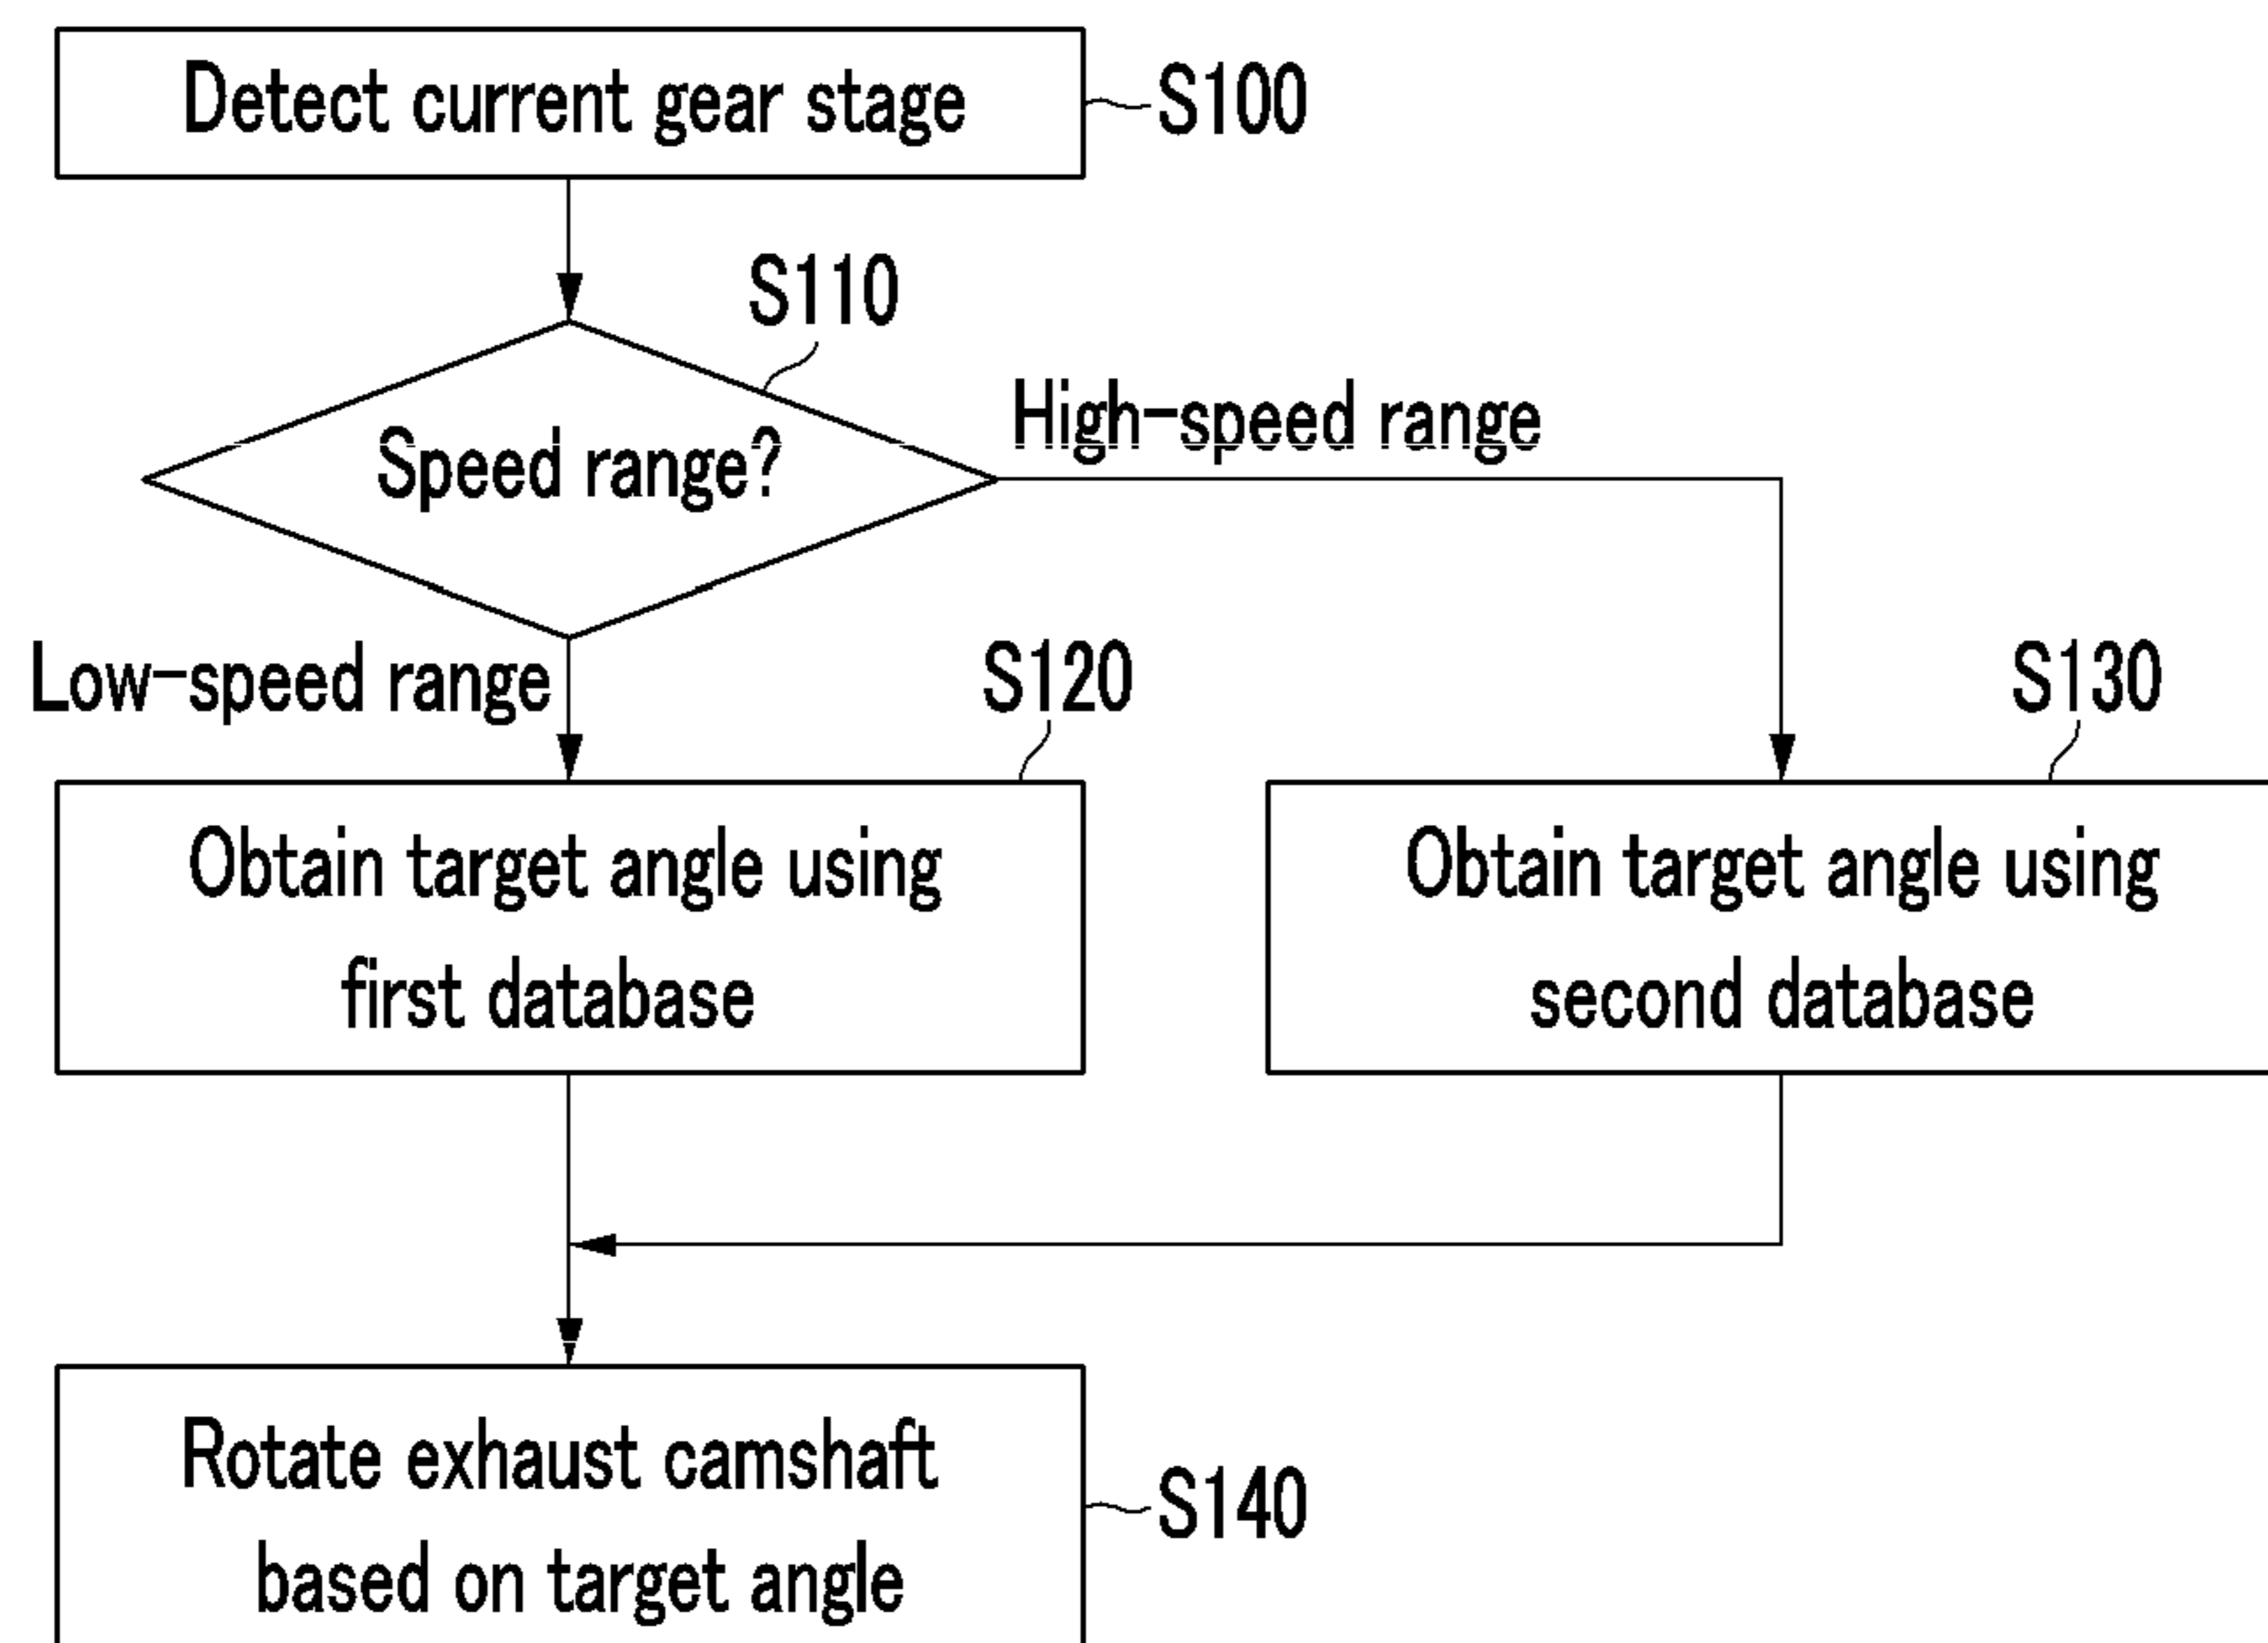 Detect current gear stage
S100
S110
Speed range?
High-speed range
Low-speed range
S120
S130
Obtain target angle using
first database
Obtain target angle using
second database
Rotate exhaust camshaft
based on target angle
S140